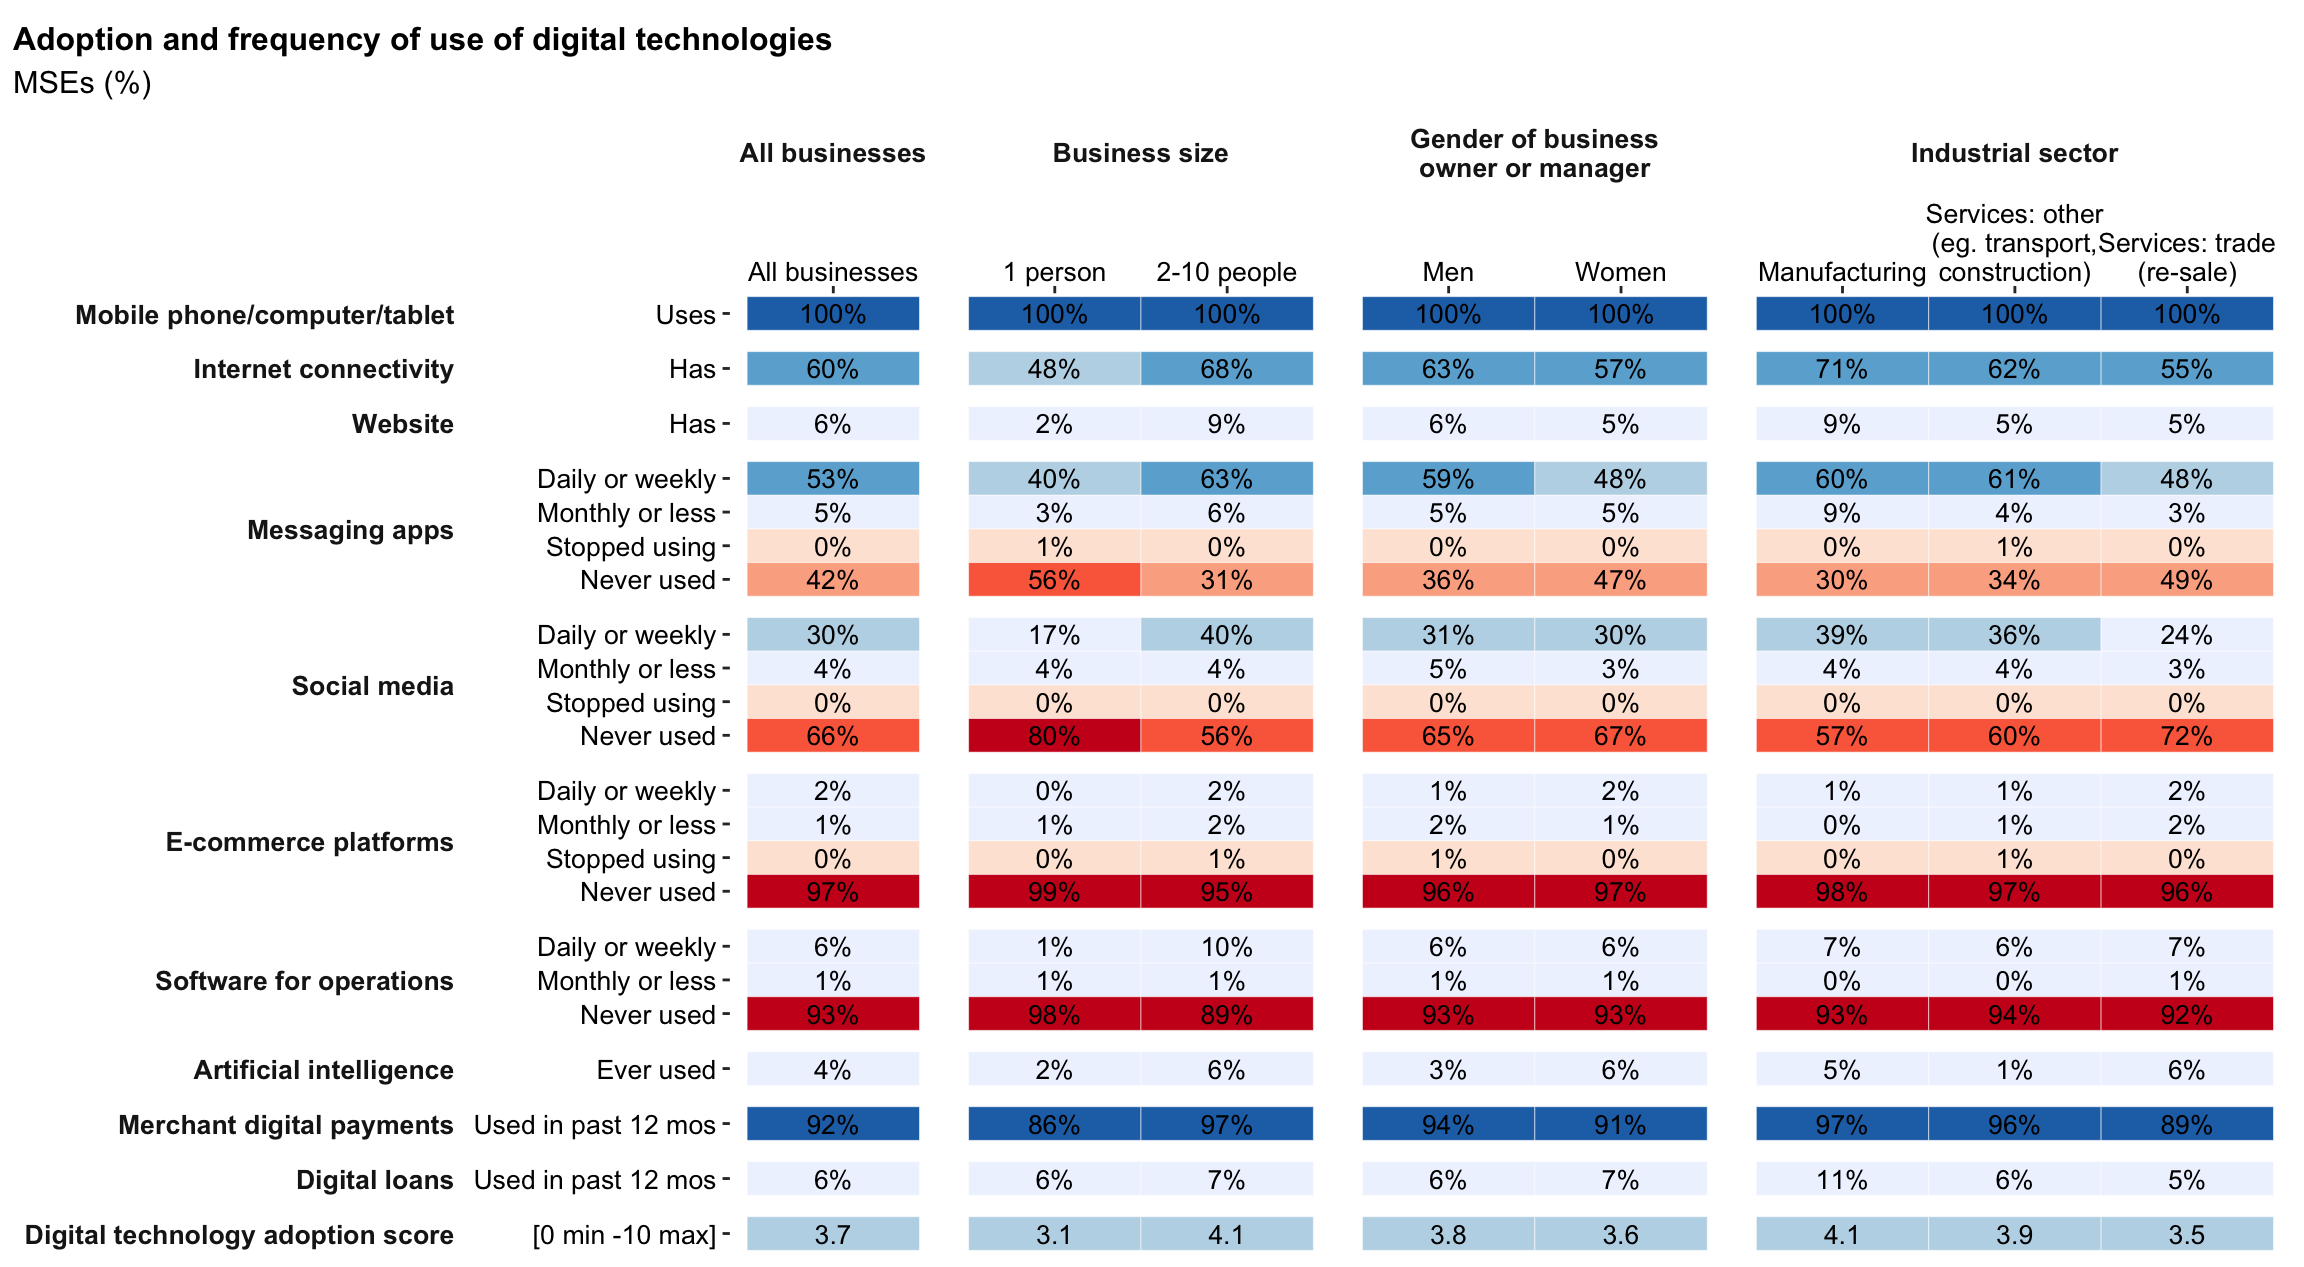 Adoption and frequency of use of digital technologies
MSEs (%)
All businesses Business size Gender of business owner or manager Industrial sector
All businesses 1 person 2-10 people Men Women Manufacturing Services: other (eg. transport, construction) Services: trade (re-sale)
Mobile phone/computer/tablet Uses 100% 100% 100% 100% 100% 100% 100% 100%
Internet connectivity Has 60% 48% 68% 63% 57% 71% 62% 55%
Website Has 6% 2% 9% 6% 5% 9% 5% 5%
Messaging apps
Daily or weekly 53% 40% 63% 59% 48% 60% 61% 48%
Monthly or less 5% 3% 6% 5% 5% 9% 4% 3%
Stopped using 0% 1% 0% 0% 0% 0% 1% 0%
Never used 42% 56% 31% 36% 47% 30% 34% 49%
Social media
Daily or weekly 30% 17% 40% 31% 30% 39% 36% 24%
Monthly or less 4% 4% 4% 5% 3% 4% 4% 3%
Stopped using 0% 0% 0% 0% 0% 0% 0% 0%
Never used 66% 80% 56% 65% 67% 57% 60% 72%
E-commerce platforms
Daily or weekly 2% 0% 2% 1% 2% 1% 1% 2%
Monthly or less 1% 1% 2% 2% 1% 0% 1% 2%
Stopped using 0% 0% 1% 1% 0% 0% 1% 0%
Never used 97% 99% 95% 96% 97% 98% 97% 96%
Software for operations
Daily or weekly 6% 1% 10% 6% 6% 7% 6% 7%
Monthly or less 1% 1% 1% 1% 1% 0% 0% 1%
Never used 93% 98% 89% 93% 93% 93% 94% 92%
Artificial intelligence Ever used 4% 2% 6% 3% 6% 5% 1% 6%
Merchant digital payments Used in past 12 mos 92% 86% 97% 94% 91% 97% 96% 89%
Digital loans Used in past 12 mos 6% 6% 7% 6% 7% 11% 6% 5%
Digital technology adoption score [0 min -10 max] 3.7 3.1 4.1 3.8 3.6 4.1 3.9 3.5